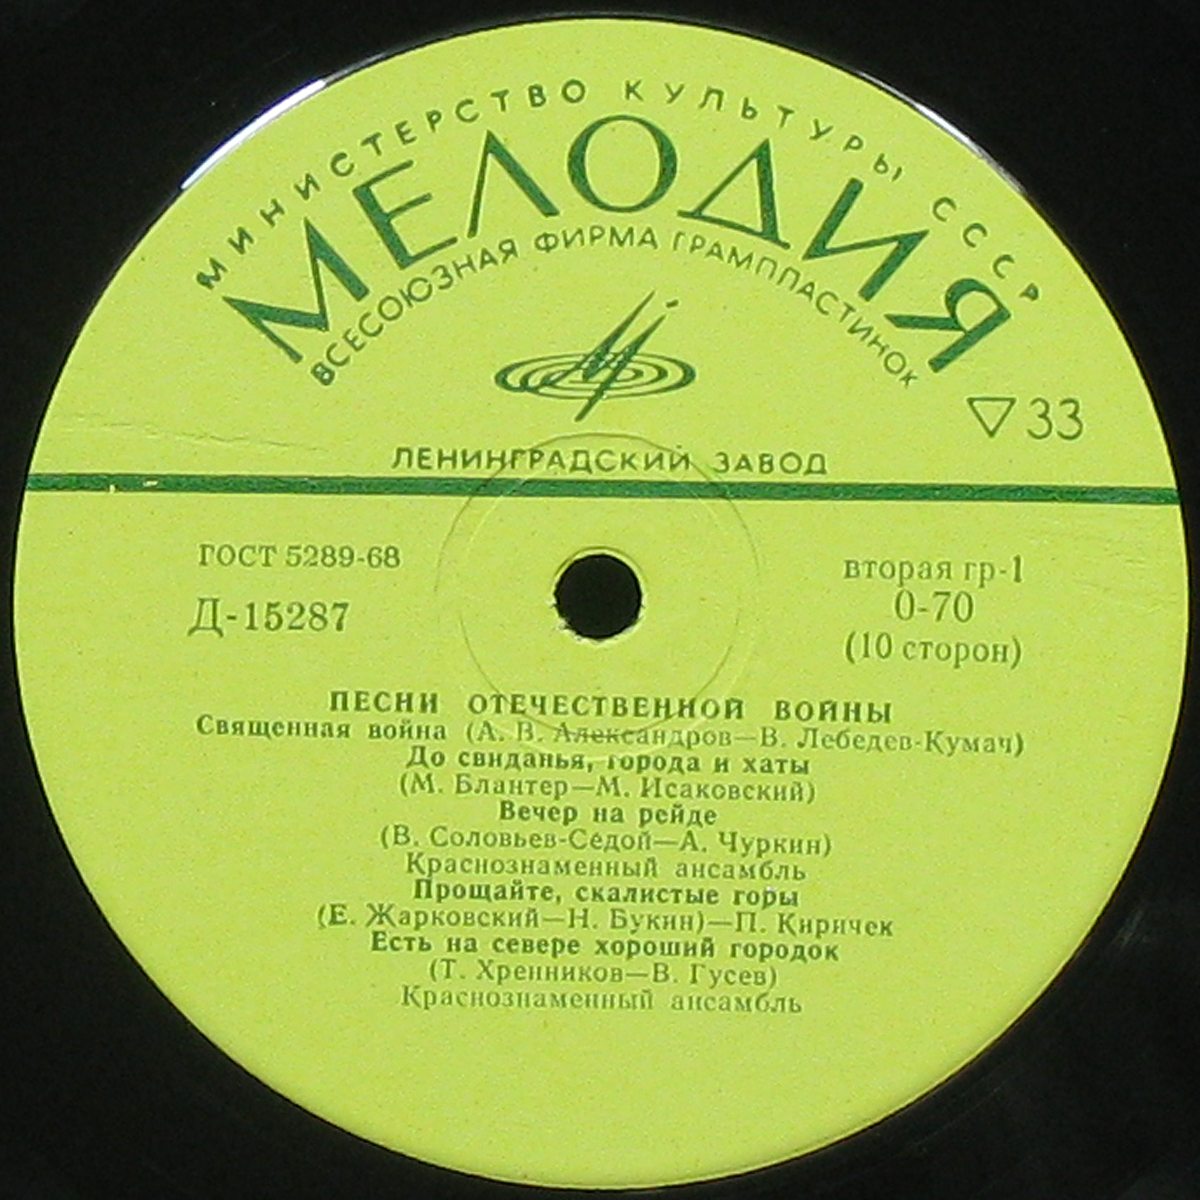 МИНИСТЕРСТВО КУЛЬТУРЫ СССР
МЕЛОДИЯ
ВСЕСОЮЗНАЯ ФИРМА ГРАМПЛАСТИНОК
▽ 33
ЛЕНИНГРАДСКИЙ ЗАВОД
ГОСТ 5289-68
вторая гр-1
Д-15287
0-70
(10 сторон)
ПЕСНИ ОТЕЧЕСТВЕННОЙ ВОЙНЫ
Священная война (А. В. Александров—В. Лебедев-Кумач)
До свиданья, города и хаты
(М. Блантер—М. Исаковский)
Вечер на рейде
(В. Соловьев-Седой—А. Чуркин)
Краснознаменный ансамбль
Прощайте, скалистые горы
(Е. Жарковский—Н. Букин)—П. Киричек
Есть на севере хороший городок
(Т. Хренников—В. Гусев)
Краснознаменный ансамбль